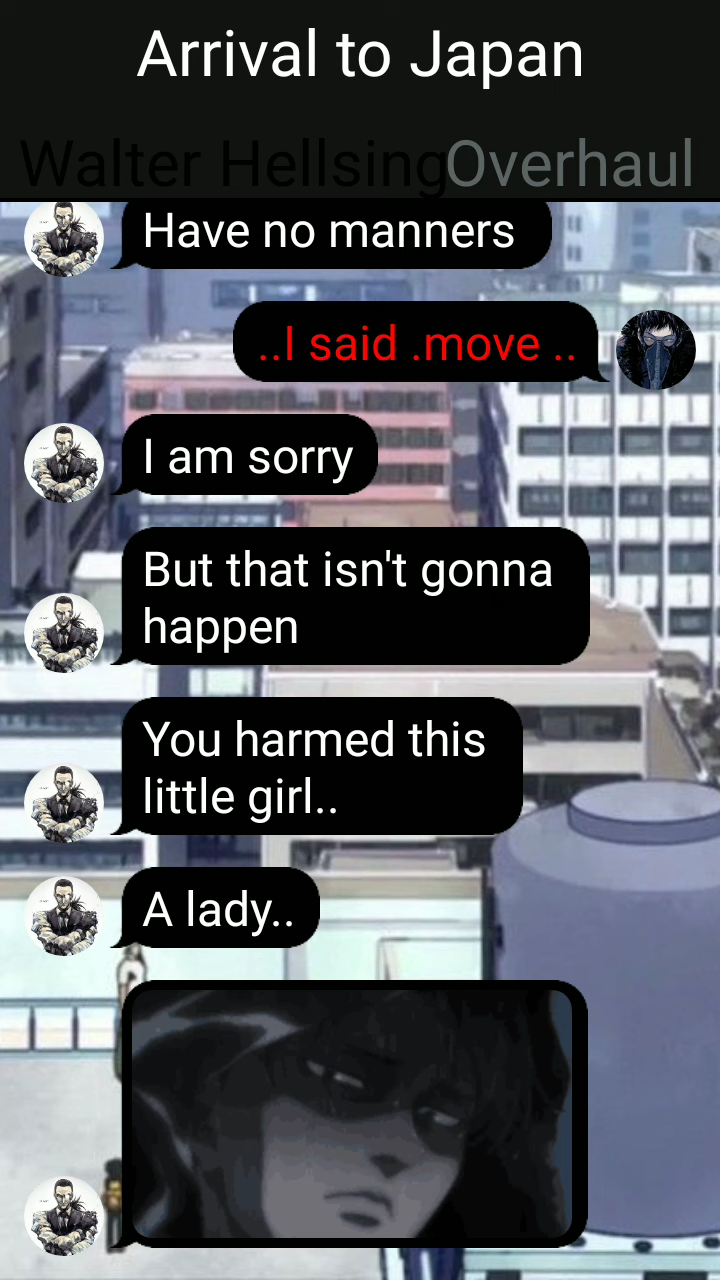 Arrival to Japan
Walter Hellsing
Overhaul
Have no manners
..I said .move ..
I am sorry
But that isn't gonna
happen
You harmed this
little girl..
A lady..